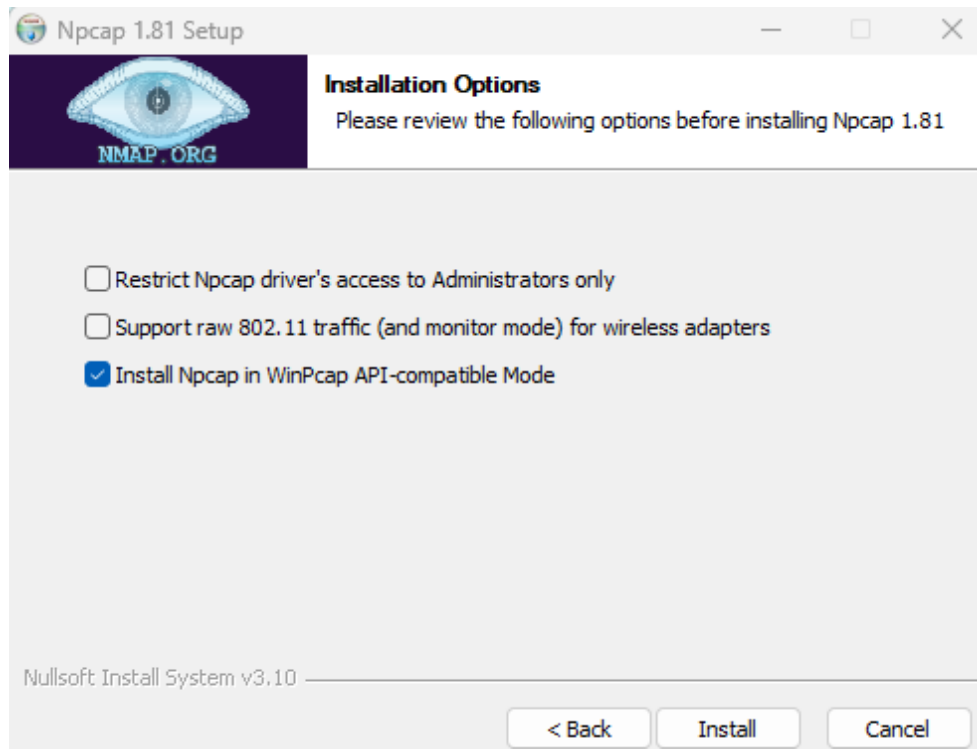 Npcap 1.81 Setup
NMAP.ORG
Installation Options
Please review the following options before installing Npcap 1.81
Restrict Npcap driver's access to Administrators only
Support raw 802.11 traffic (and monitor mode) for wireless adapters
Install Npcap in WinPcap API-compatible Mode
Nullsoft Install System v3.10
< Back Install Cancel